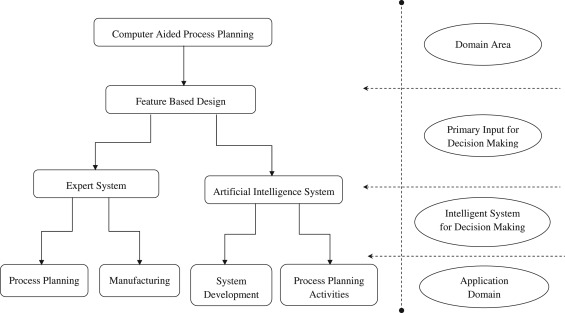 Computer Aided Process Planning
Domain Area
Feature Based Design
Primary Input for
Decision Making
Expert System
Artificial Intelligence System
Intelligent System
for Decision Making
Process Planning
Manufacturing
System
Development
Process Planning
Activities
Application
Domain